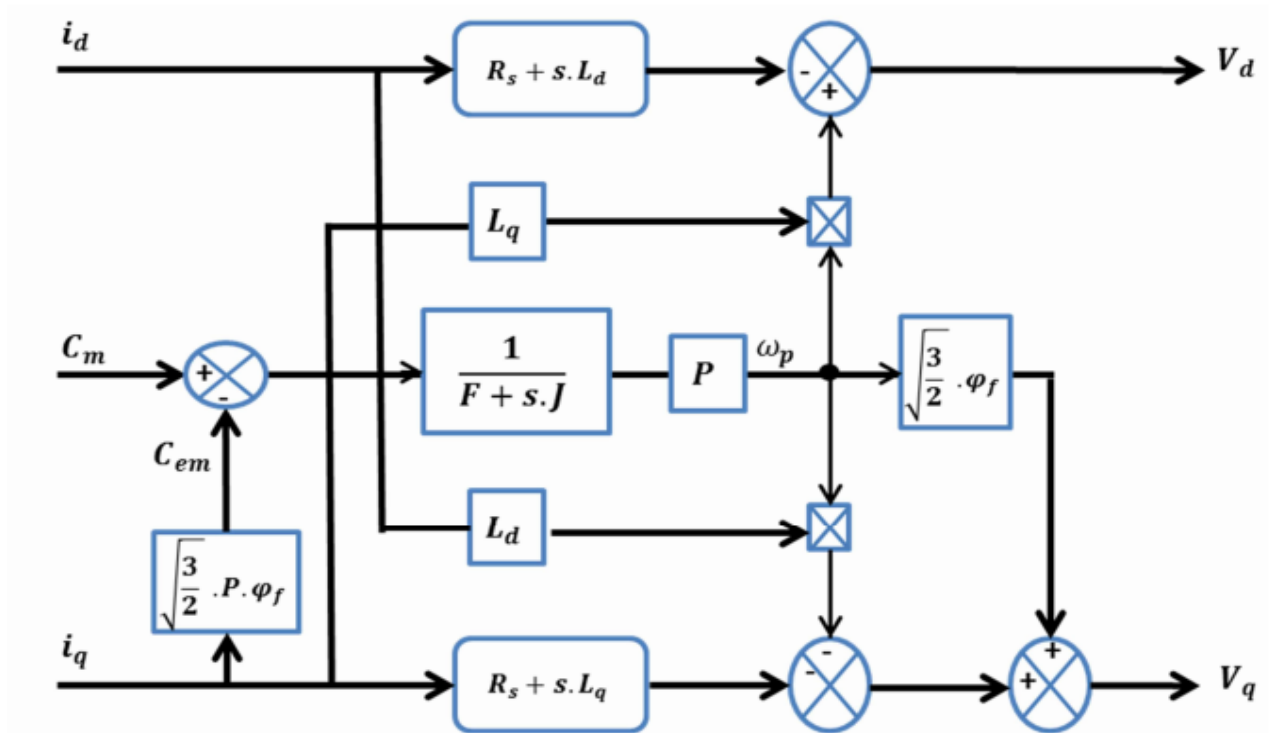 i_d
R_s + s.L_d
-
+
V_d
L_q
C_m
+
-
1
F + s.J
P
ω_p
√3/2 .φ_f
C_em
L_d
√3/2 .P.φ_f
i_q
R_s + s.L_q
-
-
+
+
V_q